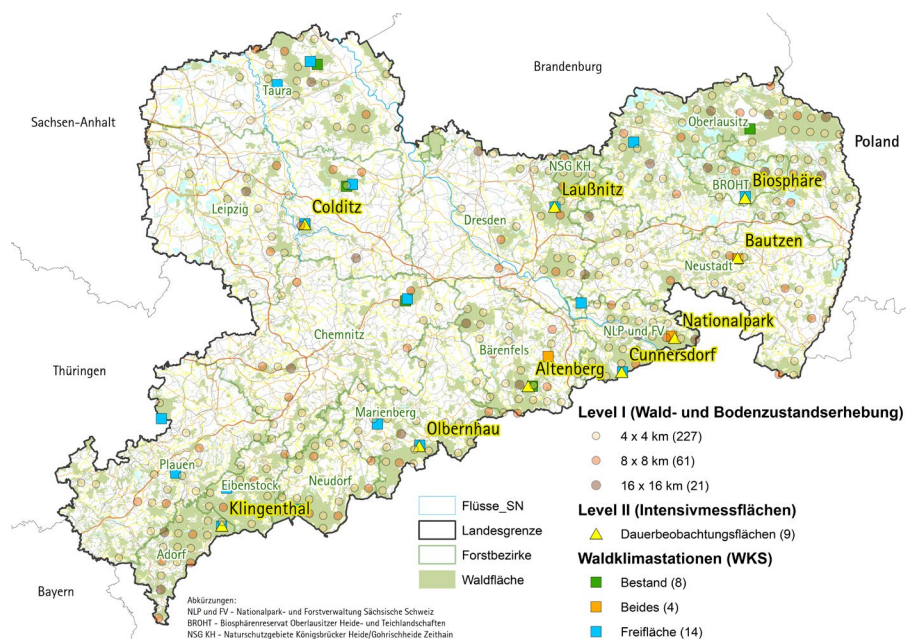 Brandenburg
Sachsen-Anhalt
Poland
Thüringen
Bayern
Taura
Oberlausitz
NSG KH
BROHT
Biosphäre
Laußnitz
Colditz
Leipzig
Dresden
Bautzen
Neustadt
Nationalpark
NLP und FV
Chemnitz
Cunnersdorf
Bärenfels
Altenberg
Marienberg
Olbernhau
Plauen
Eibenstock
Neudorf
Klingenthal
Adorf
Flüsse_SN
Landesgrenze
Forstbezirke
Waldfläche
Level I (Wald- und Bodenzustandserhebung)
4 x 4 km (227)
8 x 8 km (61)
16 x 16 km (21)
Level II (Intensivmessflächen)
Dauerbeobachtungsflächen (9)
Waldklimastationen (WKS)
Bestand (8)
Beides (4)
Freifläche (14)
Abkürzungen:
NLP und FV - Nationalpark- und Forstverwaltung Sächsische Schweiz
BROHT - Biosphärenreservat Oberlausitzer Heide- und Teichlandschaften
NSG KH - Naturschutzgebiete Königsbrücker Heide/Gohrischheide Zeithain